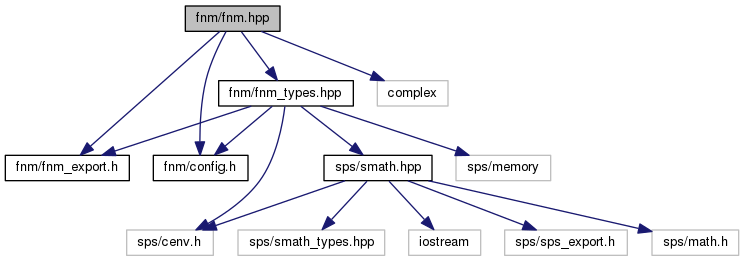 fnm/fnm.hpp
fnm/fnm_types.hpp
complex
fnm/fnm_export.h
fnm/config.h
sps/smath.hpp
sps/memory
sps/cenv.h
sps/smath_types.hpp
iostream
sps/sps_export.h
sps/math.h